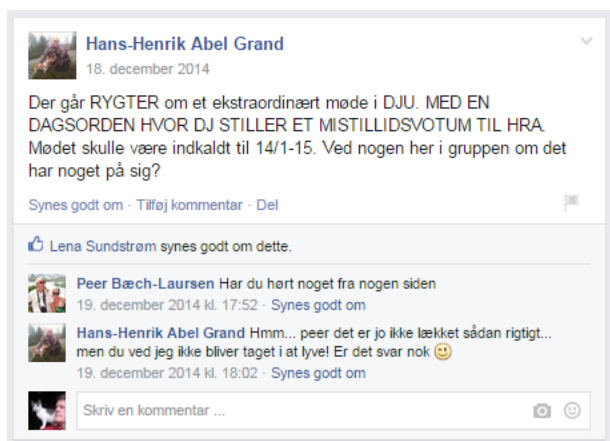 Hans-Henrik Abel Grand
18. december 2014
Der går RYGTER om et ekstraordinært møde i DJU. MED EN
DAGSORDEN HVOR DJ STILLER ET MISTILLIDSVOTUM TIL HRA.
Mødet skulle være indkaldt til 14/1-15. Ved nogen her i gruppen om det
har noget på sig?
Synes godt om · Tilføj kommentar · Del
Lena Sundstrøm synes godt om dette.
Peer Bæch-Laursen Har du hørt noget fra nogen siden
19. december 2014 kl. 17:52 · Synes godt om
Hans-Henrik Abel Grand Hmm... peer det er jo ikke lækket sådan rigtigt...
men du ved jeg ikke bliver taget i at lyve! Er det svar nok
19. december 2014 kl. 18:02 · Synes godt om
Skriv en kommentar ...